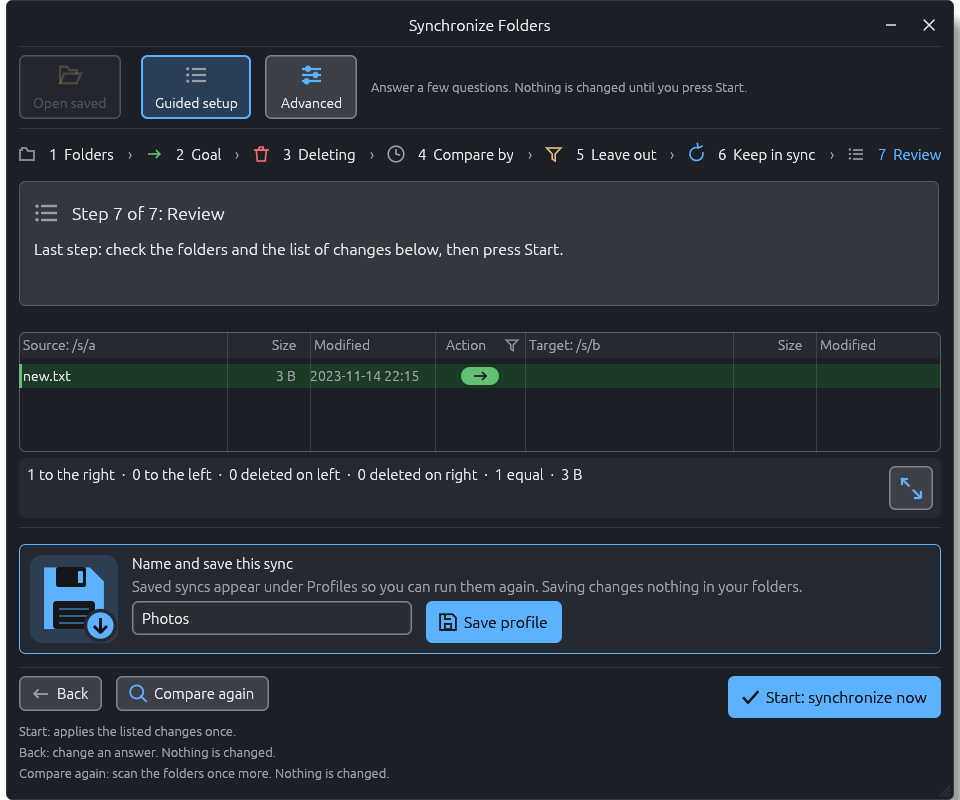 Synchronize Folders
Open saved
Guided setup
Advanced
Answer a few questions. Nothing is changed until you press Start.
1 Folders › 2 Goal › 3 Deleting › 4 Compare by › 5 Leave out › 6 Keep in sync › 7 Review
Step 7 of 7: Review
Last step: check the folders and the list of changes below, then press Start.
Source: /s/a Size Modified Action Target: /s/b Size Modified
new.txt 3 B 2023-11-14 22:15
1 to the right · 0 to the left · 0 deleted on left · 0 deleted on right · 1 equal · 3 B
Name and save this sync
Saved syncs appear under Profiles so you can run them again. Saving changes nothing in your folders.
Photos
Save profile
Back
Compare again
Start: synchronize now
Start: applies the listed changes once.
Back: change an answer. Nothing is changed.
Compare again: scan the folders once more. Nothing is changed.